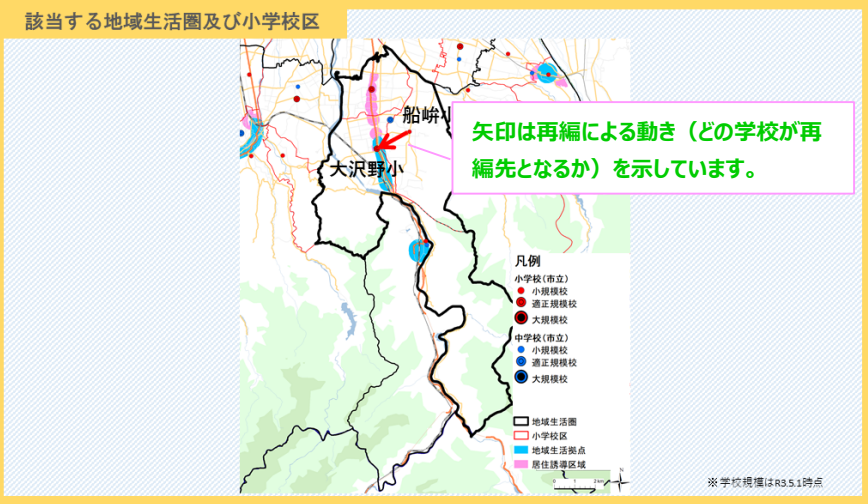 該当する地域生活圏及び小学校区
船峅小
大沢野小
矢印は再編による動き（どの学校が再
編先となるか）を示しています。
凡例
小学校（市立）
小規模校
適正規模校
大規模校
中学校（市立）
小規模校
適正規模校
大規模校
地域生活圏
小学校区
地域生活拠点
居住誘導区域
0 1 2km
N
※学校規模はR3.5.1時点